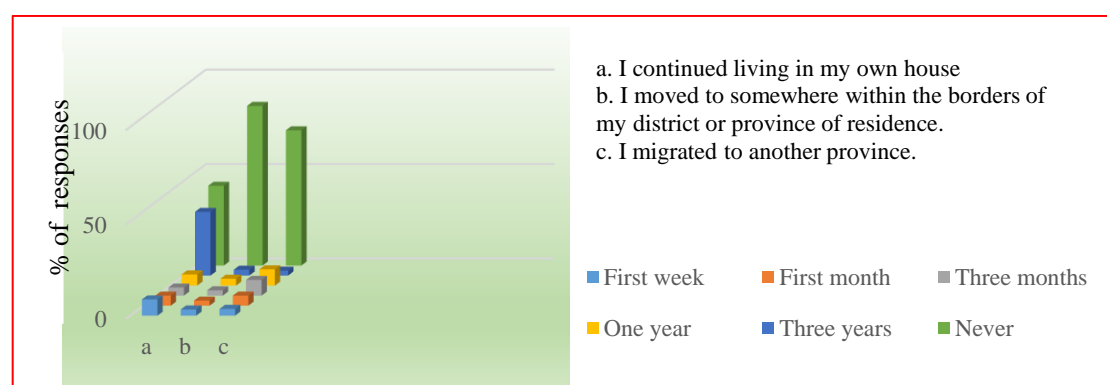 % of responses
100
50
0
a b c
a. I continued living in my own house
b. I moved to somewhere within the borders of
my district or province of residence.
c. I migrated to another province.
First week First month Three months
One year Three years Never